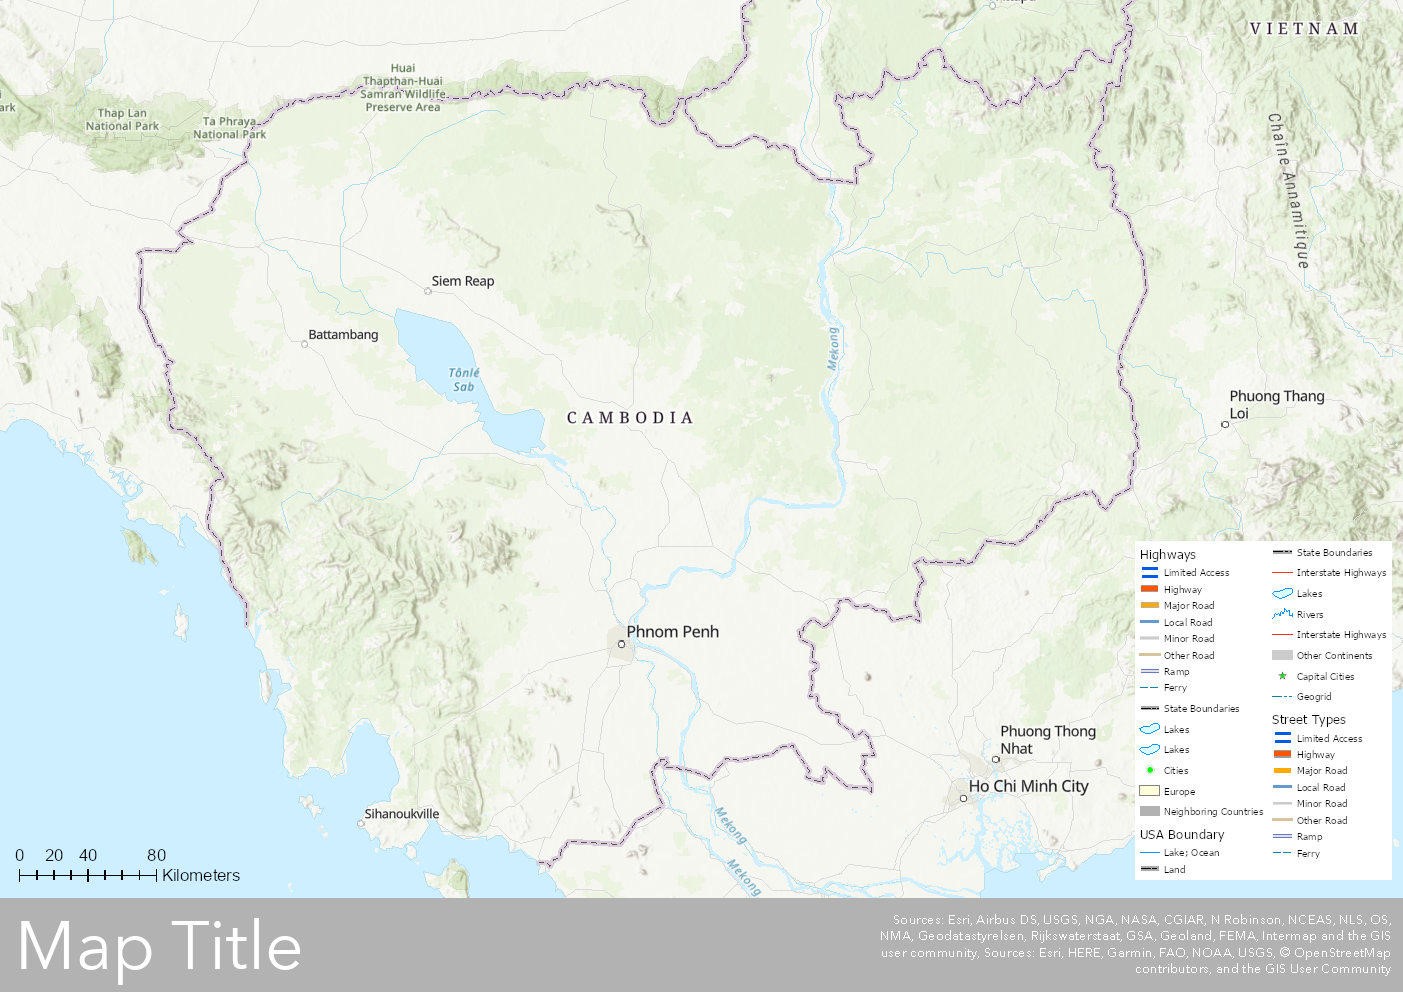 VIETNAM
Huai
Thapthan-Huai
Samran Wildlife
Preserve Area
Thap Lan
National Park
Ta Phraya
National Park
Chaîne Annamitique
Siem Reap
Battambang
Mekong
Tônlé
Sab
CAMBODIA
Phuong Thang
Loi
Phnom Penh
Phuong Thong
Nhat
Ho Chi Minh City
Sihanoukville
Mekong
Mekong
0 20 40 80
Kilometers
Highways
Limited Access
Highway
Major Road
Local Road
Minor Road
Other Road
Ramp
Ferry
State Boundaries
Lakes
Lakes
Cities
Europe
Neighboring Countries
USA Boundary
Lake; Ocean
Land
State Boundaries
Interstate Highways
Lakes
Rivers
Interstate Highways
Other Continents
Capital Cities
Geogrid
Street Types
Limited Access
Highway
Major Road
Local Road
Minor Road
Other Road
Ramp
Ferry
Map Title
Sources: Esri, Airbus DS, USGS, NGA, NASA, CGIAR, N Robinson, NCEAS, NLS, OS,
NMA, Geodatastyrelsen, Rijkswaterstaat, GSA, Geoland, FEMA, Intermap and the GIS
user community, Sources: Esri, HERE, Garmin, FAO, NOAA, USGS, © OpenStreetMap
contributors, and the GIS User Community